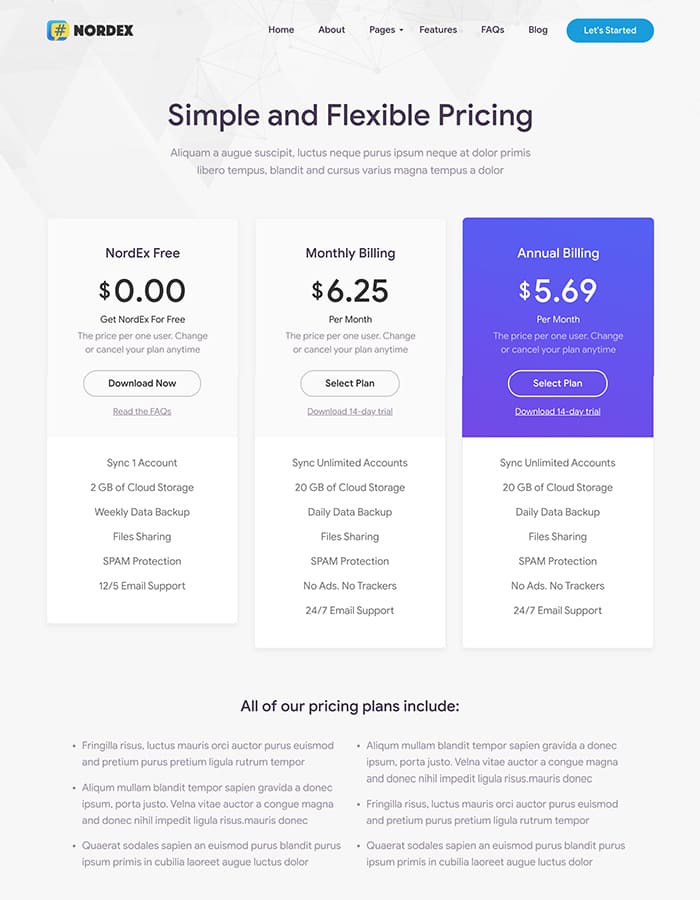 # NORDEX
Home About Pages Features FAQs Blog Let's Started
Simple and Flexible Pricing
Aliquam a augue suscipit, luctus neque purus ipsum neque at dolor primis
libero tempus, blandit and cursus varius magna tempus a dolor
NordEx Free
$0.00
Get NordEx For Free
The price per one user. Change
or cancel your plan anytime
Download Now
Read the FAQs
Sync 1 Account
2 GB of Cloud Storage
Weekly Data Backup
Files Sharing
SPAM Protection
12/5 Email Support
Monthly Billing
$6.25
Per Month
The price per one user. Change
or cancel your plan anytime
Select Plan
Download 14-day trial
Sync Unlimited Accounts
20 GB of Cloud Storage
Daily Data Backup
Files Sharing
SPAM Protection
No Ads. No Trackers
24/7 Email Support
Annual Billing
$5.69
Per Month
The price per one user. Change
or cancel your plan anytime
Select Plan
Download 14-day trial
Sync Unlimited Accounts
20 GB of Cloud Storage
Daily Data Backup
Files Sharing
SPAM Protection
No Ads. No Trackers
24/7 Email Support
All of our pricing plans include:
• Fringilla risus, luctus mauris orci auctor purus euismod
and pretium purus pretium ligula rutrum tempor
• Aliqum mullam blandit tempor sapien gravida a donec
ipsum, porta justo. Velna vitae auctor a congue magna
and donec nihil impedit ligula risus.mauris donec
• Quaerat sodales sapien an euismod purus blandit purus
ipsum primis in cubilia laoreet augue luctus dolor
• Aliqum mullam blandit tempor sapien gravida a donec
ipsum, porta justo. Velna vitae auctor a congue magna
and donec nihil impedit ligula risus.mauris donec
• Fringilla risus, luctus mauris orci auctor purus euismod
and pretium purus pretium ligula rutrum tempor
• Quaerat sodales sapien an euismod purus blandit purus
ipsum primis in cubilia laoreet augue luctus dolor